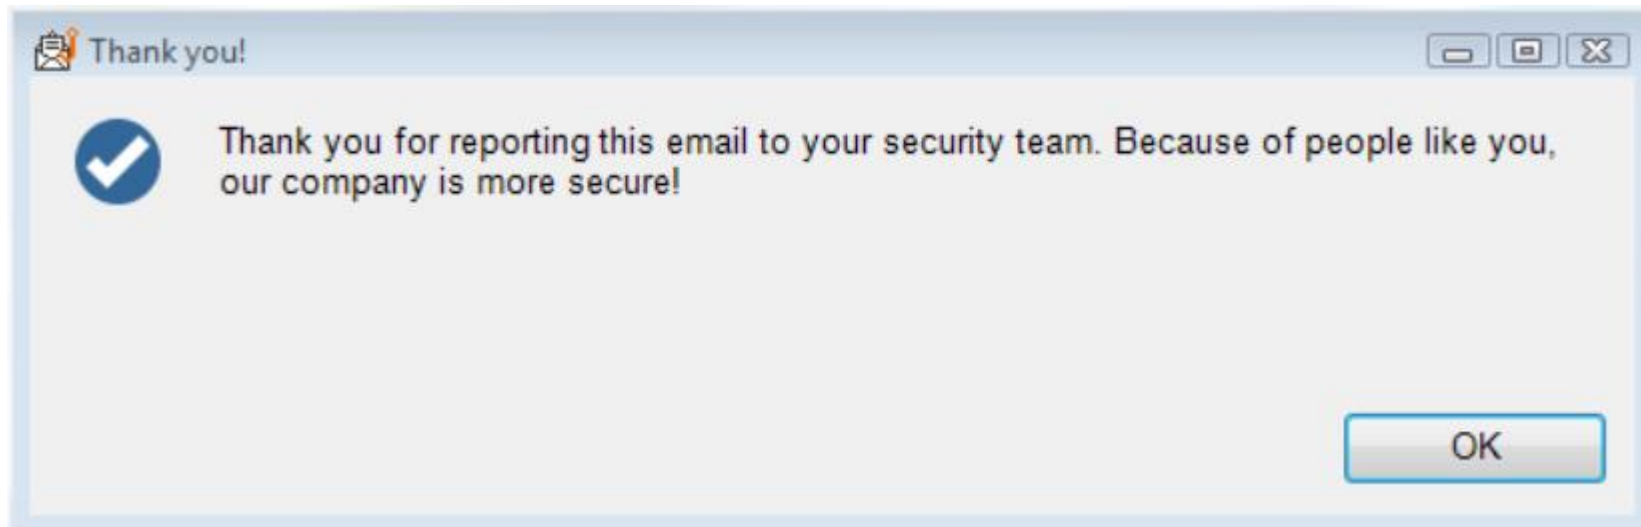 Thank you!
Thank you for reporting this email to your security team. Because of people like you,
our company is more secure!
OK